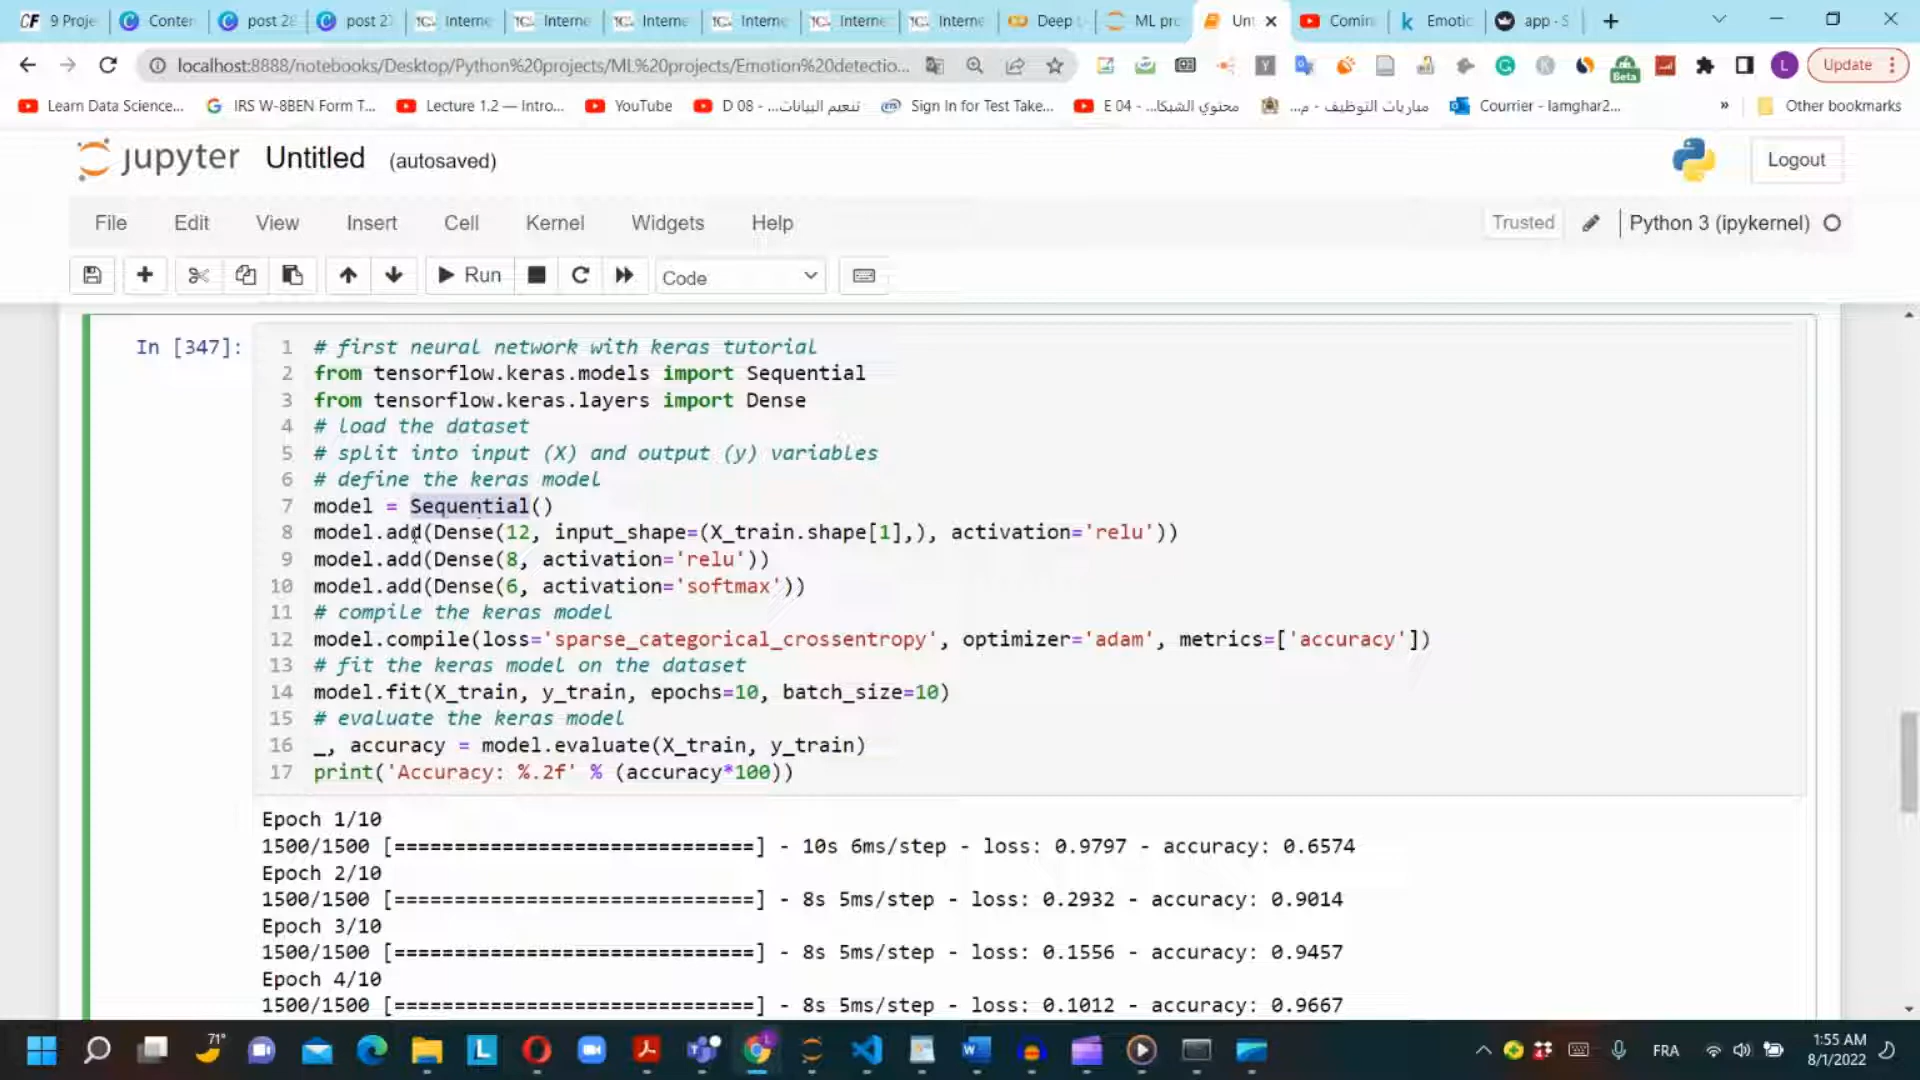 9 Proje
Conten
post 28
post 27
Interne
Interne
Interne
Interne
Interne
Interne
Deep L
ML pro
Unt
Comin
Emotic
app · S
localhost:8888/notebooks/Desktop/Python%20projects/ML%20projects/Emotion%20detectio...
Update
Learn Data Science...
IRS W-8BEN Form T...
Lecture 1.2 — Intro...
YouTube
D 08 - ...تنعيم البيانات
Sign In for Test Take...
E 04 - ...محتوي الشبكا
مباريات التوظيف - م...
Courrier - lamghar2...
»
Other bookmarks
jupyter Untitled (autosaved)
Logout
File Edit View Insert Cell Kernel Widgets Help
Trusted
Python 3 (ipykernel)
Run
Code
In [347]:
1 # first neural network with keras tutorial
2 from tensorflow.keras.models import Sequential
3 from tensorflow.keras.layers import Dense
4 # load the dataset
5 # split into input (X) and output (y) variables
6 # define the keras model
7 model = Sequential()
8 model.add(Dense(12, input_shape=(X_train.shape[1],), activation='relu'))
9 model.add(Dense(8, activation='relu'))
10 model.add(Dense(6, activation='softmax'))
11 # compile the keras model
12 model.compile(loss='sparse_categorical_crossentropy', optimizer='adam', metrics=['accuracy'])
13 # fit the keras model on the dataset
14 model.fit(X_train, y_train, epochs=10, batch_size=10)
15 # evaluate the keras model
16 _, accuracy = model.evaluate(X_train, y_train)
17 print('Accuracy: %.2f' % (accuracy*100))
Epoch 1/10
1500/1500 [==============================] - 10s 6ms/step - loss: 0.9797 - accuracy: 0.6574
Epoch 2/10
1500/1500 [==============================] - 8s 5ms/step - loss: 0.2932 - accuracy: 0.9014
Epoch 3/10
1500/1500 [==============================] - 8s 5ms/step - loss: 0.1556 - accuracy: 0.9457
Epoch 4/10
1500/1500 [==============================] - 8s 5ms/step - loss: 0.1012 - accuracy: 0.9667
71°
FRA
1:55 AM
8/1/2022